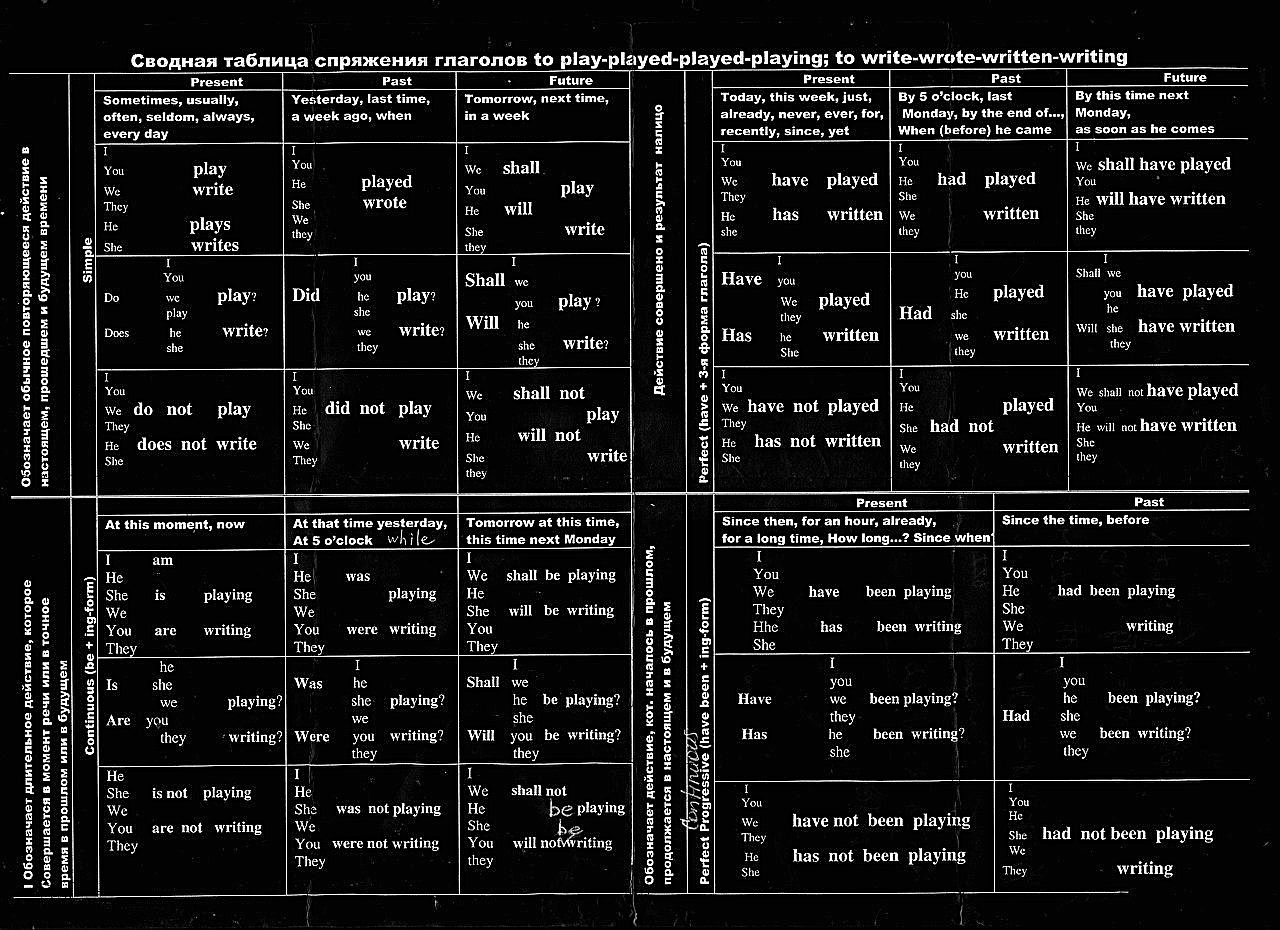 Сводная таблица спряжения глаголов to play-played-played-playing; to write-wrote-written-writing
Обозначает обычное повторяющееся действие в
настоящем, прошедшем и будущем времени
Simple
Present
Sometimes, usually,
often, seldom, always,
every day
I
You play
We write
They
He plays
She writes
I
You
Do we play?
play
Does he write?
she
I
You
We do not play
They
He does not write
She
Past
Yesterday, last time,
a week ago, when
I
You
He played
She wrote
We
they
I
you
Did he play?
she
we write?
they
I
You
He did not play
She
We write
They
Future
Tomorrow, next time,
in a week
I
We shall
You play
He will
She write
they
I
Shall we
you play ?
Will he
she write?
they
I
We shall not
You play
He will not
She write
they
Действие совершено и результат налицо
Perfect (have + 3-я форма глагола)
Present
Today, this week, just,
already, never, ever, for,
recently, since, yet
I
You
We have played
They
He has written
she
I
Have you
We played
they
Has he written
She
I
You
We have not played
They
He has not written
She
Past
By 5 o'clock, last
Monday, by the end of...,
When (before) he came
I
You
He had played
She
We written
they
I
you
He played
Had she
we written
they
I
You
He played
She had not
We written
they
Future
By this time next
Monday,
as soon as he comes
I
We shall have played
You
He will have written
She
they
I
Shall we
you have played
he
Will she have written
they
I
We shall not have played
You
He will not have written
She
they
I Обозначает длительное действие, которое
Совершается в момент речи или в точное
время в прошлом или в будущем
Continuous (be + ing-form)
At this moment, now
I am
He
She is playing
We
You are writing
They
he
Is she
we playing?
Are you
they writing?
He
She is not playing
We
You are not writing
They
At that time yesterday,
At 5 o'clock while
I
He was
She playing
We
You were writing
They
I
Was he
she playing?
we
Were you writing?
they
I
He
She was not playing
We
You were not writing
They
Tomorrow at this time,
this time next Monday
I
We shall be playing
He
She will be writing
You
They
I
Shall we
he be playing?
she
Will you be writing?
they
I
We shall not
He be playing
She be
You will not writing
they
Обозначает действие, кот. началось в прошлом,
продолжается в настоящем и в будущем
Continuous
Perfect Progressive (have been + ing-form)
Present
Since then, for an hour, already,
for a long time, How long...? Since when
I
You
We have been playing
They
Hhe has been writing
She
I
you
Have we been playing?
they
Has he been writing?
she
I
You
We have not been playing
They
He has not been playing
She
Past
Since the time, before
I
You
He had been playing
She
We writing
They
I
you
he been playing?
Had she
we been writing?
they
I
You
He
She had not been playing
We
They writing